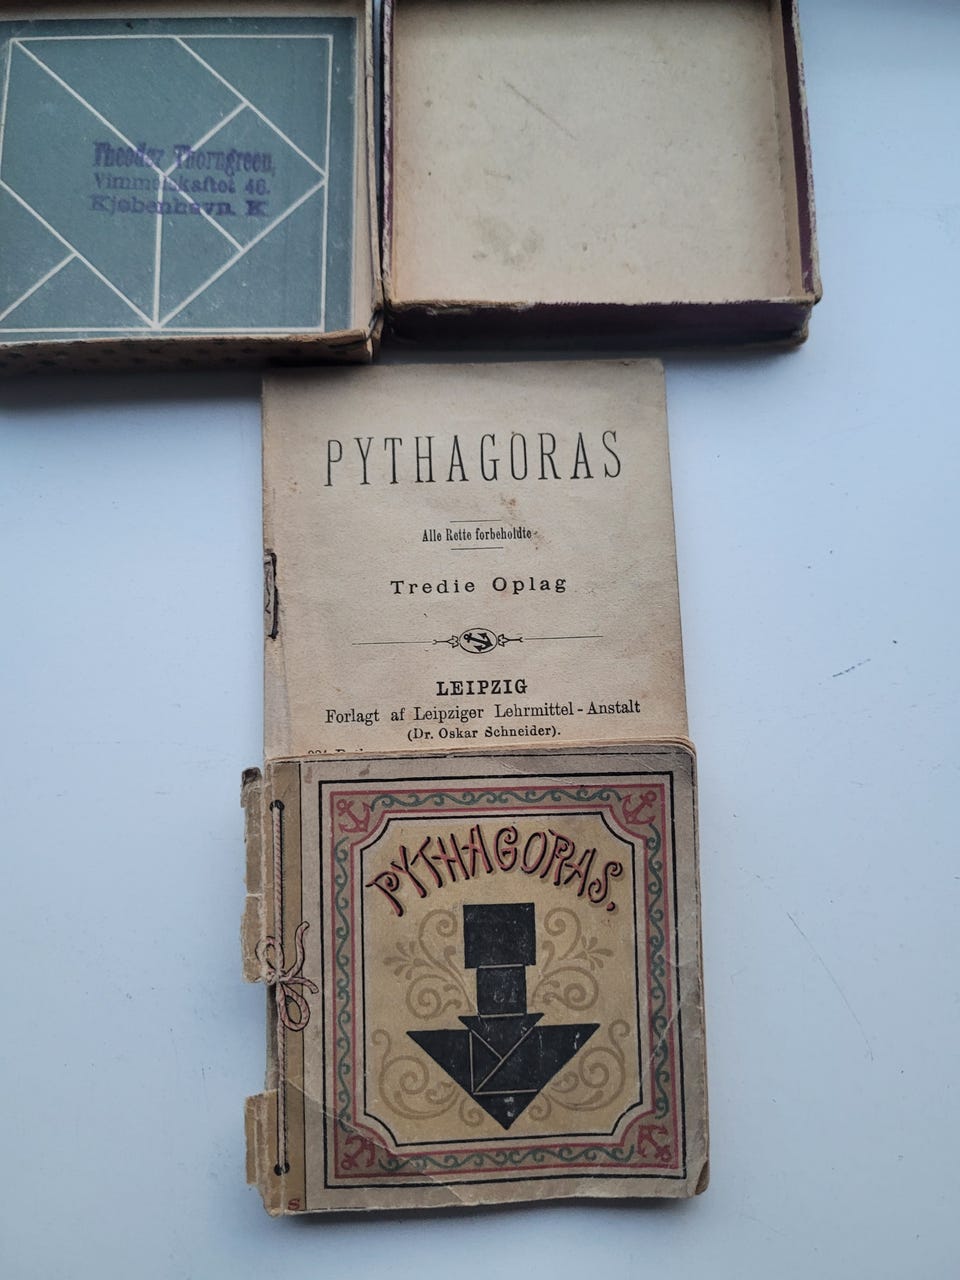 Theodor Thorngreen,
Vimmelskaftet 46.
Kjøbenhavn. K
PYTHAGORAS
Alle Rette forbeholdte
Tredie Oplag
LEIPZIG
Forlagt af Leipziger Lehrmittel-Anstalt
(Dr. Oskar Schneider).
PYTHAGORAS.
S